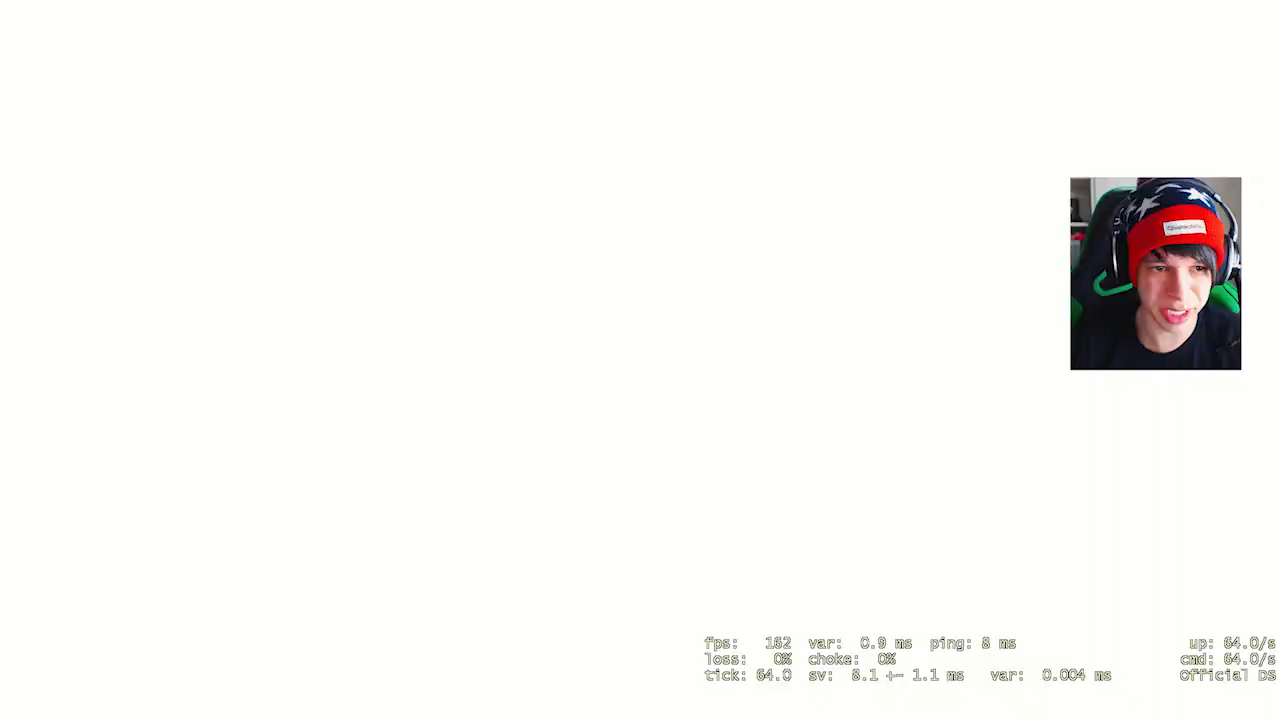 fps: 162 var: 0.9 ms ping: 8 ms up: 64.0/s
loss: 0% choke: 0% cmd: 64.0/s
tick: 64.0 sv: 8.1 +- 1.1 ms var: 0.004 ms Official DS